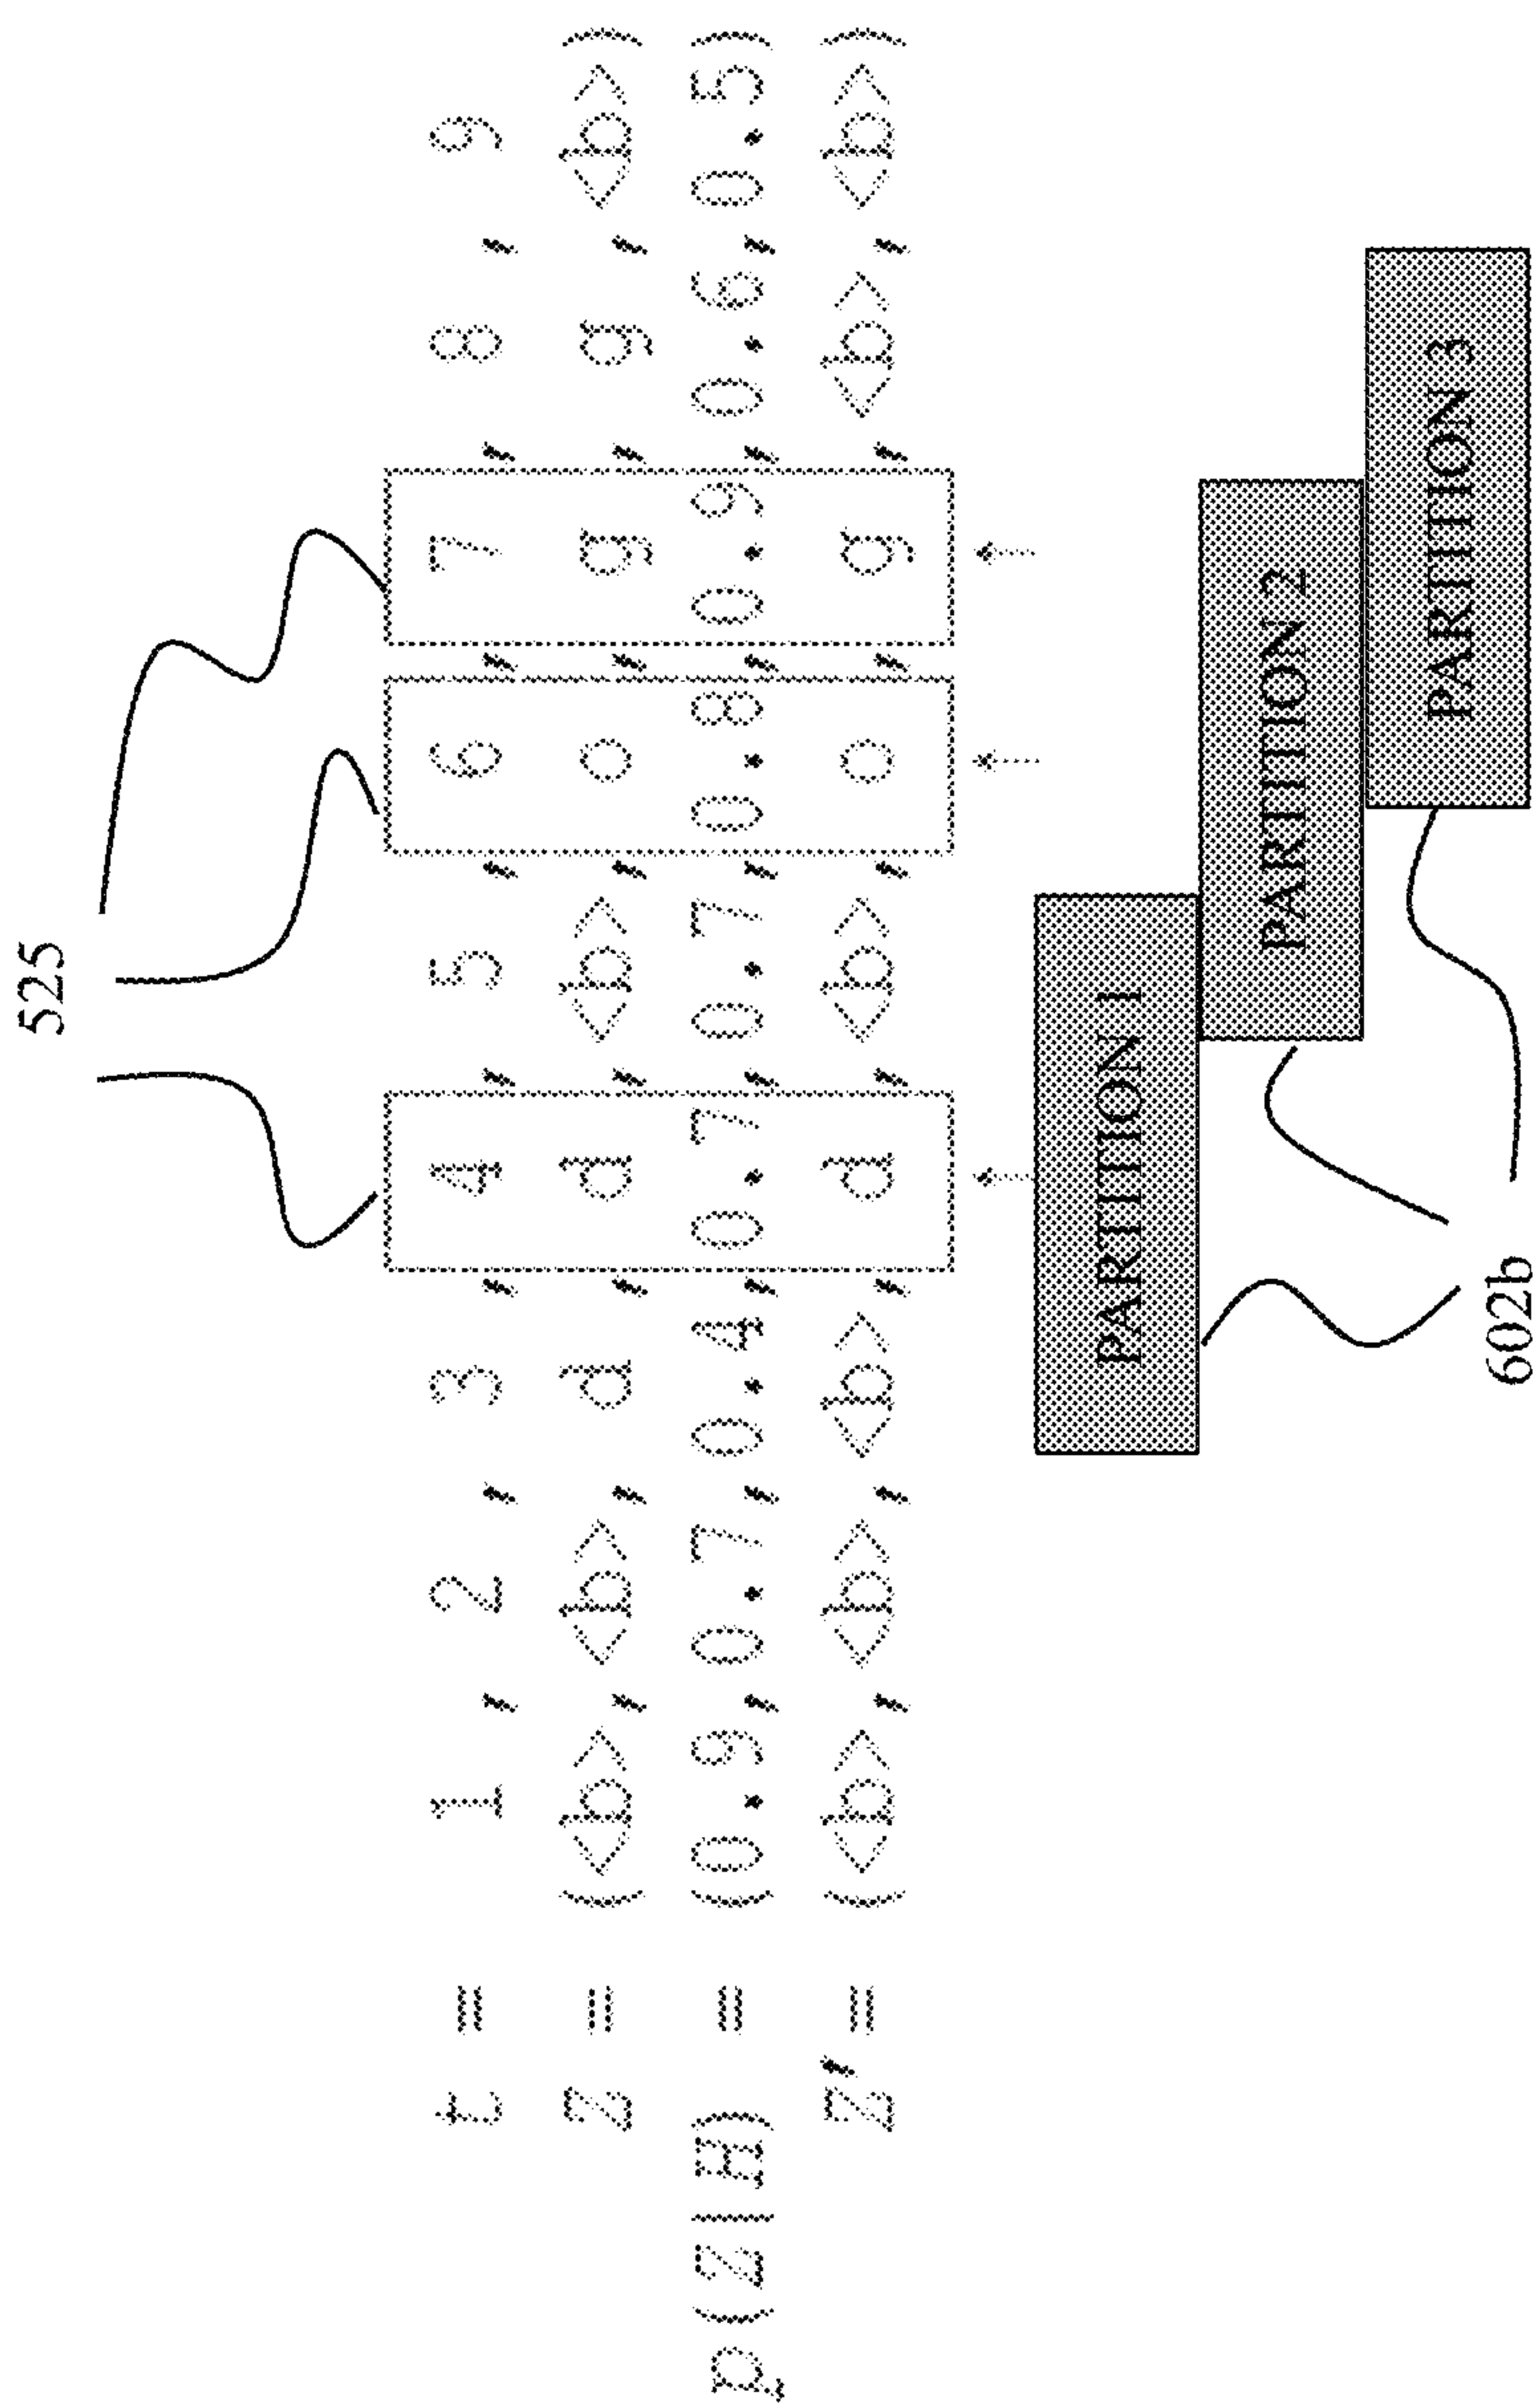 525
t = 1 , 2 , 3 , 4 , 5 , 6 , 7 , 8 , 9
Z = (<b> , <b> , d , d , <b> , o , g , g , <b>)
p(Z|H) = (0.9, 0.7, 0.4, 0.7, 0.7, 0.8, 0.9, 0.6, 0.5)
Z' = (<b> , <b> , <b> , d , <b> , o , g , <b> , <b>)
PARTITION 1
PARTITION 2
PARTITION 3
602b